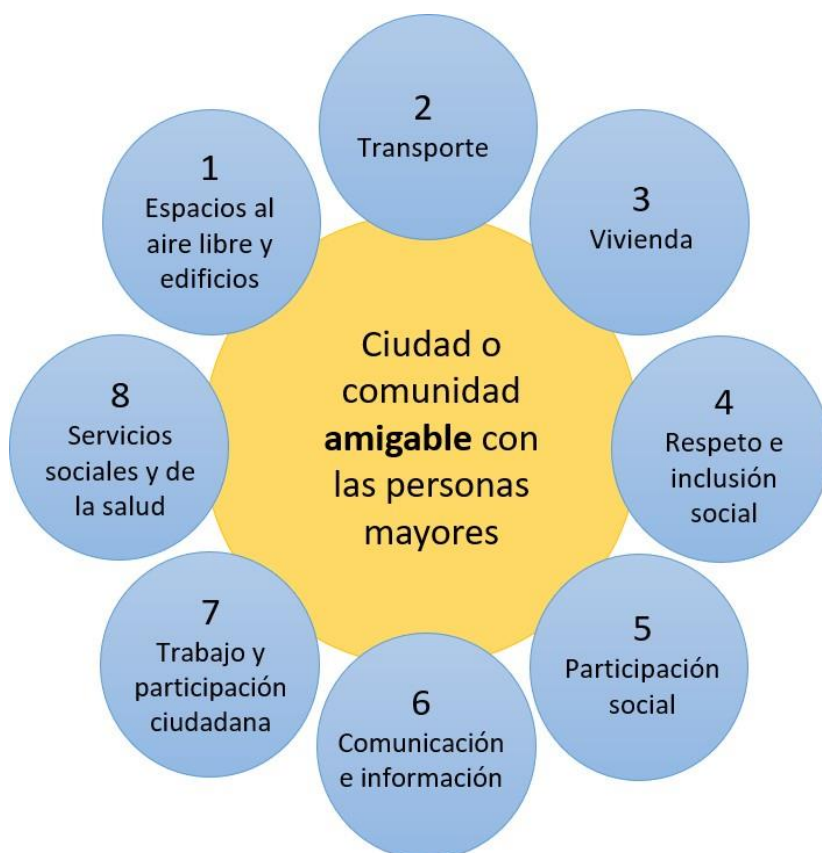 1
Espacios al
aire libre y
edificios
2
Transporte
3
Vivienda
4
Respeto e
inclusión
social
5
Participación
social
6
Comunicación
e información
7
Trabajo y
participación
ciudadana
8
Servicios
sociales y de
la salud
Ciudad o
comunidad
amigable con
las personas
mayores